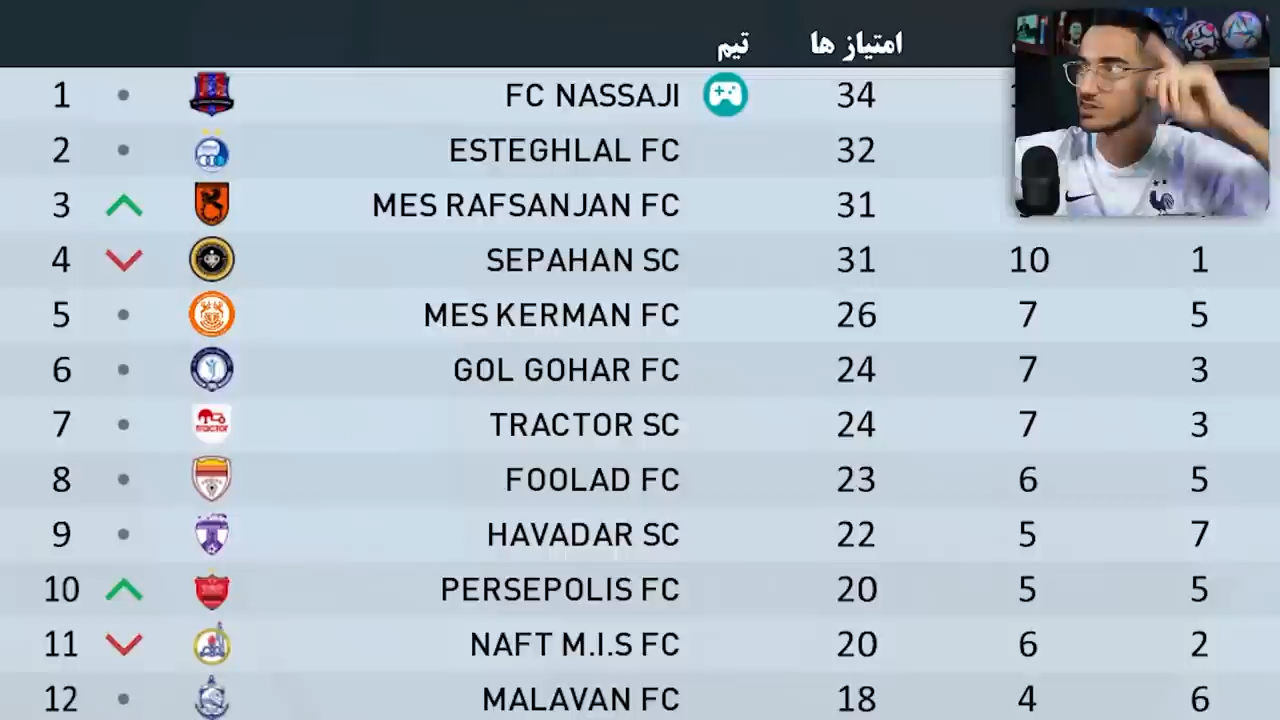 تیم امتیاز ها
1 FC NASSAJI 34
2 ESTEGHLAL FC 32
3 MES RAFSANJAN FC 31
4 SEPAHAN SC 31 10 1
5 MES KERMAN FC 26 7 5
6 GOL GOHAR FC 24 7 3
7 TRACTOR SC 24 7 3
8 FOOLAD FC 23 6 5
9 HAVADAR SC 22 5 7
10 PERSEPOLIS FC 20 5 5
11 NAFT M.I.S FC 20 6 2
12 MALAVAN FC 18 4 6